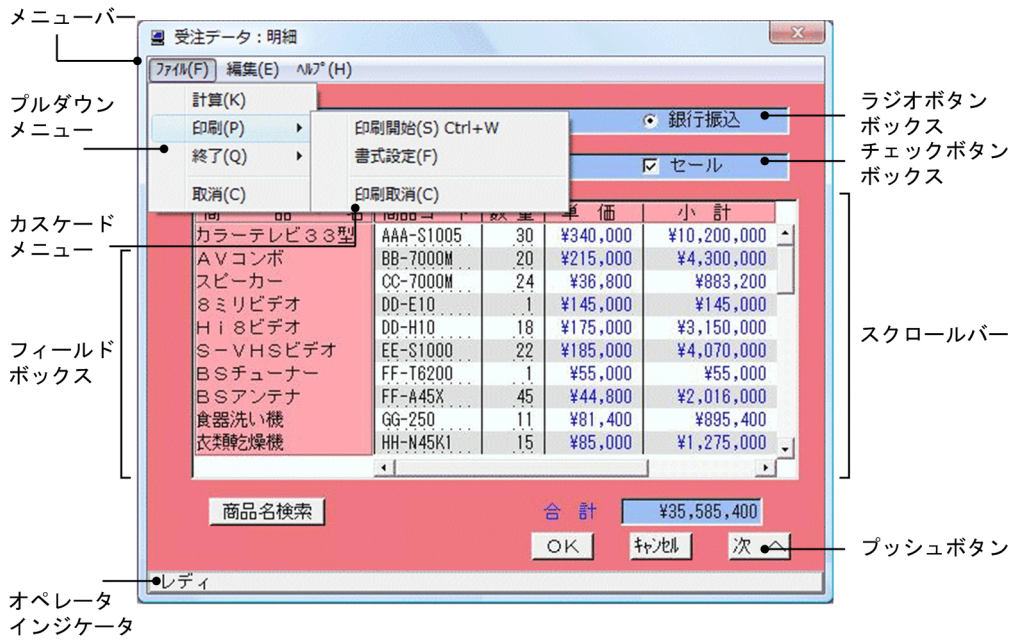 メニューバー
受注データ：明細
ﾌｧｲﾙ(F) 編集(E) ﾍﾙﾌﾟ(H)
プルダウン
メニュー
計算(K)
印刷(P)
終了(Q)
取消(C)
印刷開始(S) Ctrl+W
書式設定(F)
印刷取消(C)
銀行振込
セール
ラジオボタン
ボックス
チェックボタン
ボックス
カスケード
メニュー
商 品 名 商品コード 数量 単 価 小 計
カラーテレビ３３型 AAA-S1005 30 ¥340,000 ¥10,200,000
ＡＶコンボ BB-7000M 20 ¥215,000 ¥4,300,000
スピーカー CC-7000M 24 ¥36,800 ¥883,200
８ミリビデオ DD-E10 1 ¥145,000 ¥145,000
Ｈｉ８ビデオ DD-H10 18 ¥175,000 ¥3,150,000
Ｓ－ＶＨＳビデオ EE-S1000 22 ¥185,000 ¥4,070,000
ＢＳチューナー FF-T6200 1 ¥55,000 ¥55,000
ＢＳアンテナ FF-A45X 45 ¥44,800 ¥2,016,000
食器洗い機 GG-250 11 ¥81,400 ¥895,400
衣類乾燥機 HH-N45K1 15 ¥85,000 ¥1,275,000
フィールド
ボックス
スクロールバー
商品名検索
合 計 ¥35,585,400
ＯＫ ｷｬﾝｾﾙ 次 へ
プッシュボタン
レディ
オペレータ
インジケータ